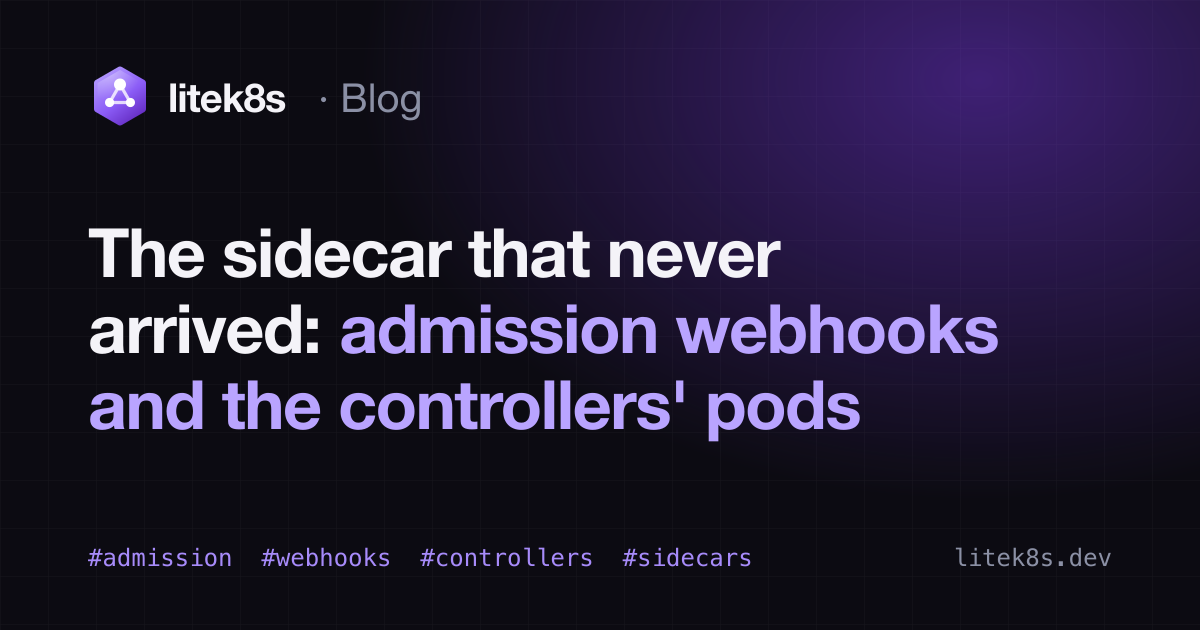 litek8s · Blog
The sidecar that never
arrived: admission webhooks
and the controllers' pods
#admission #webhooks #controllers #sidecars litek8s.dev